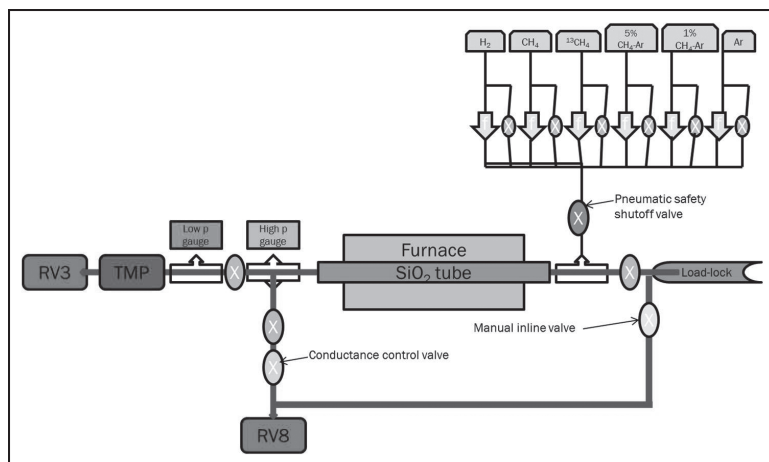 H₂
CH₄
¹³CH₄
5%
CH₄-Ar
1%
CH₄-Ar
Ar
X
X
X
X
X
X
Pneumatic safety
shutoff valve
X
Low p
gauge
High p
gauge
Furnace
SiO₂ tube
RV3
TMP
X
X
Load-lock
Manual inline valve
X
X
Conductance control valve
X
RV8